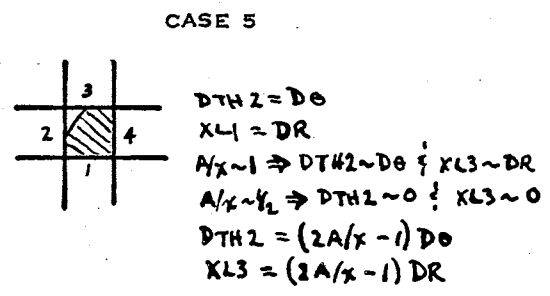 CASE 5
3
2
4
1
DTH2 = Dθ
XL1 = DR
A/x ~ 1 ⇒ DTH2 ~ Dθ & XL3 ~ DR
A/x ~ 1/2 ⇒ DTH2 ~ 0 & XL3 ~ 0
DTH2 = (2A/x - 1) Dθ
XL3 = (2A/x - 1) DR